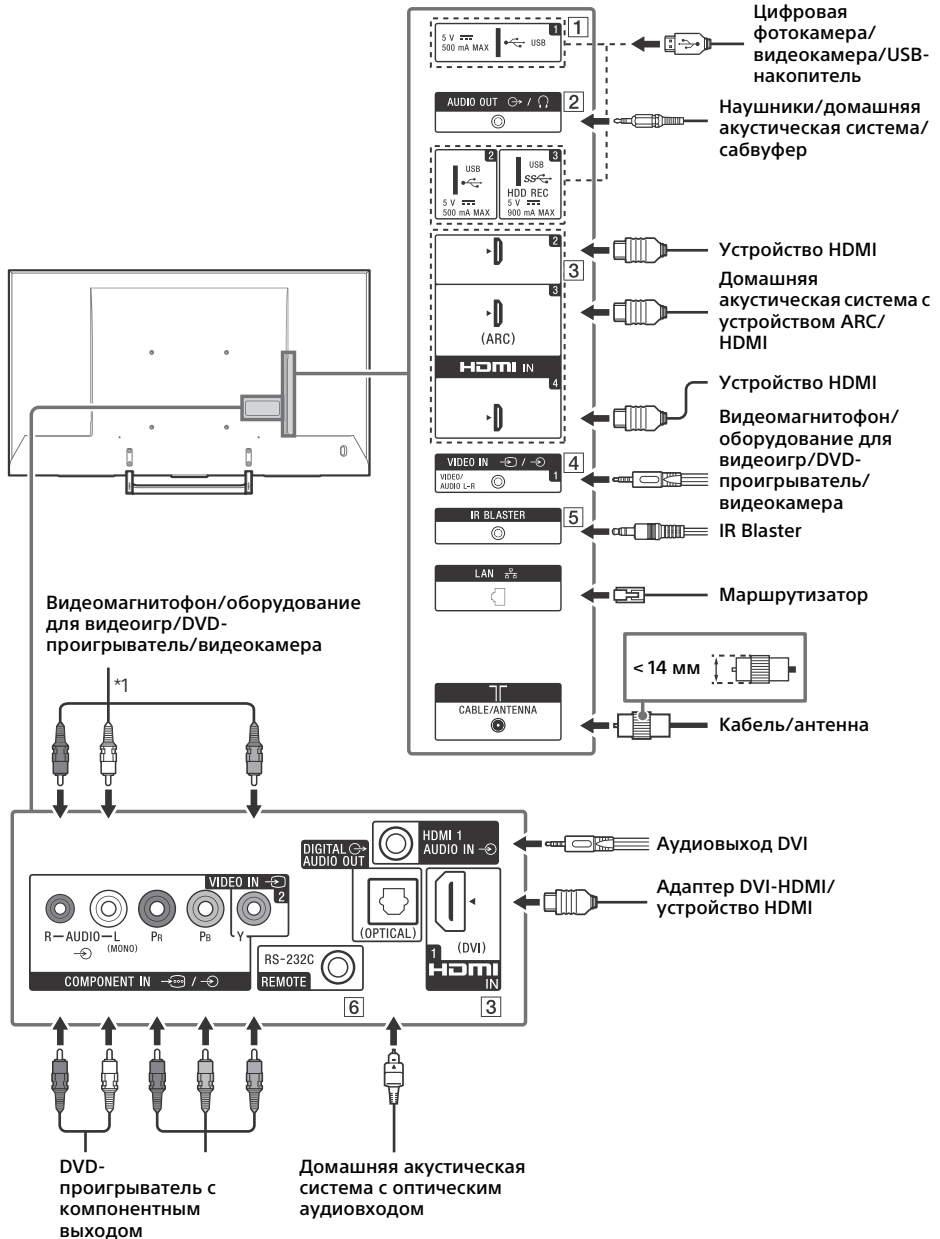 Цифровая
фотокамера/
видеокамера/USB-
накопитель
1
5 V
500 mA MAX
USB
1
AUDIO OUT /
2
Наушники/домашняя
акустическая система/
сабвуфер
2
USB
5 V
500 mA MAX
3
USB
SS
HDD REC
5 V
900 mA MAX
2
Устройство HDMI
3
3
(ARC)
Домашняя
акустическая система с
устройством ARC/
HDMI
HDMI IN
4
Устройство HDMI
VIDEO IN /
4
VIDEO/
AUDIO L-R
1
Видеомагнитофон/
оборудование для
видеоигр/DVD-
проигрыватель/
видеокамера
IR BLASTER
5
IR Blaster
LAN
Маршрутизатор
< 14 мм
CABLE/ANTENNA
Кабель/антенна
Видеомагнитофон/оборудование
для видеоигр/DVD-
проигрыватель/видеокамера
*1
DIGITAL
AUDIO OUT
HDMI 1
AUDIO IN
Аудиовыход DVI
VIDEO IN
2
(OPTICAL)
(DVI)
1
HDMI
IN
Адаптер DVI-HDMI/
устройство HDMI
R—AUDIO—L
(MONO)
PR
PB
Y
COMPONENT IN /
RS-232C
REMOTE
6
3
DVD-
проигрыватель с
компонентным
выходом
Домашняя акустическая
система с оптическим
аудиовходом